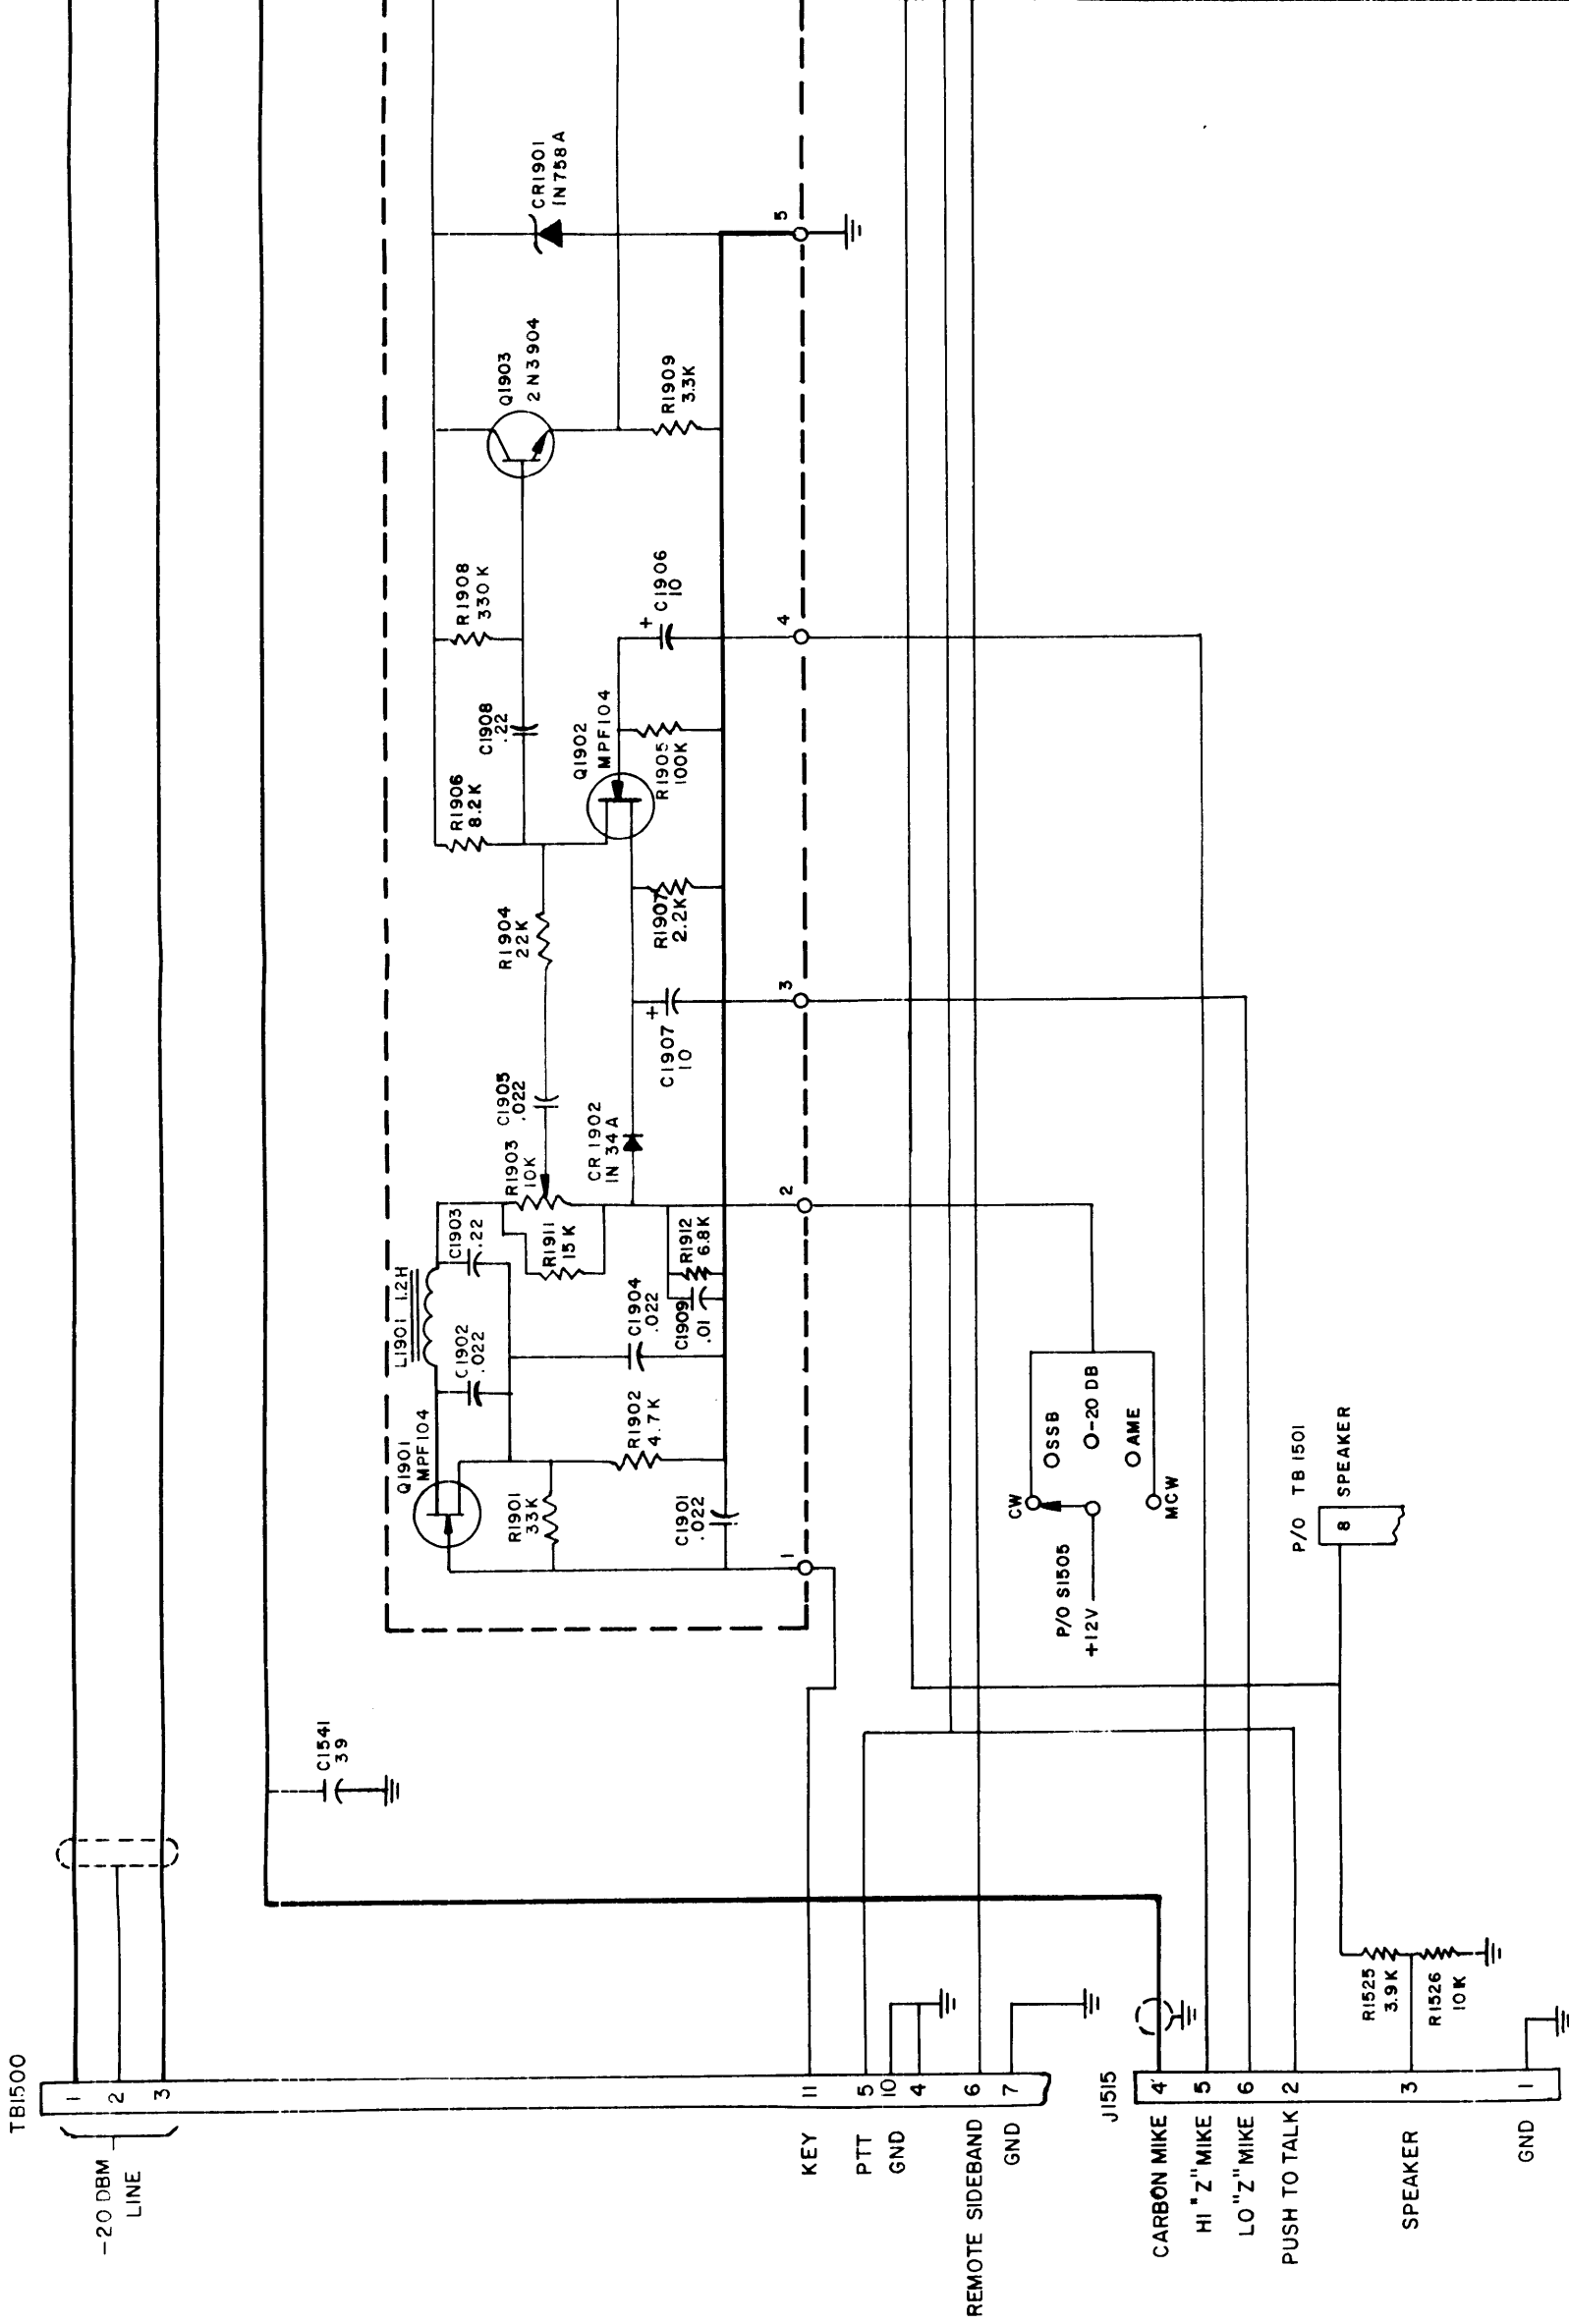 TB1500
1
2
3
-20 DBM
LINE
C1541
39
11
5
10
4
6
7
KEY
PTT
GND
REMOTE SIDEBAND
GND
Q1901
MPF104
L1901 1.2H
C1902
.022
C1903
.22
R1901
33K
R1902
4.7K
C1901
.022
C1904
.022
R1911
15K
R1903
10K
C1905
.022
C1909
.01
R1912
6.8K
CR1902
1N34A
C1907
+
10
R1904
22K
R1907
2.2K
R1906
8.2K
C1908
.22
Q1902
MPF104
R1905
100K
R1908
330K
C1906
+
10
Q1903
2N3904
R1909
3.3K
CR1901
1N758A
1
2
3
4
5
P/O S1505
+12V
CW
SSB
-20 DB
AME
MCW
P/O TB 1501
8
SPEAKER
J1515
4
5
6
2
3
1
CARBON MIKE
HI "Z" MIKE
LO "Z" MIKE
PUSH TO TALK
SPEAKER
GND
R1525
3.9K
R1526
10K